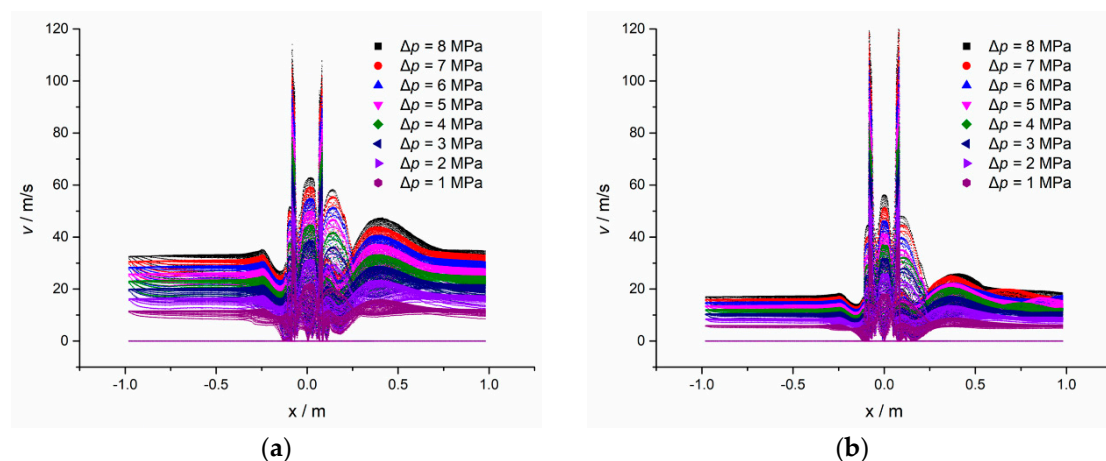 120
100
80
60
40
20
0
v / m/s
-1.0 -0.5 0.0 0.5 1.0
x / m
Δp = 8 MPa
Δp = 7 MPa
Δp = 6 MPa
Δp = 5 MPa
Δp = 4 MPa
Δp = 3 MPa
Δp = 2 MPa
Δp = 1 MPa
(a)
120
100
80
60
40
20
0
v / m/s
-1.0 -0.5 0.0 0.5 1.0
x / m
Δp = 8 MPa
Δp = 7 MPa
Δp = 6 MPa
Δp = 5 MPa
Δp = 4 MPa
Δp = 3 MPa
Δp = 2 MPa
Δp = 1 MPa
(b)